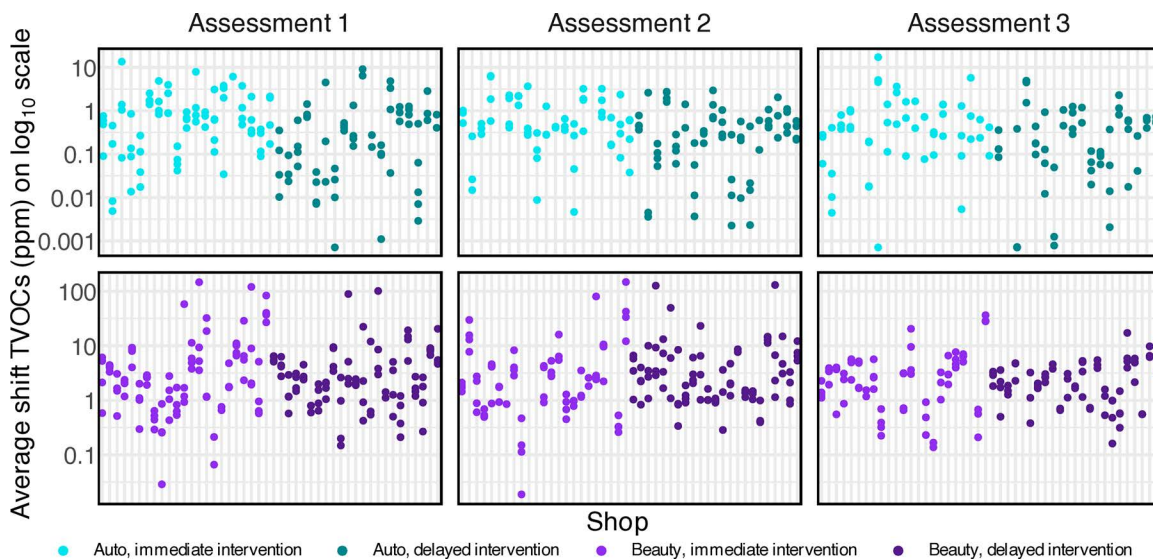 Assessment 1
Assessment 2
Assessment 3
Average shift TVOCs (ppm) on log10 scale
10
1
0.1
0.01
0.001
100
10
1
0.1
Shop
Auto, immediate intervention
Auto, delayed intervention
Beauty, immediate intervention
Beauty, delayed intervention